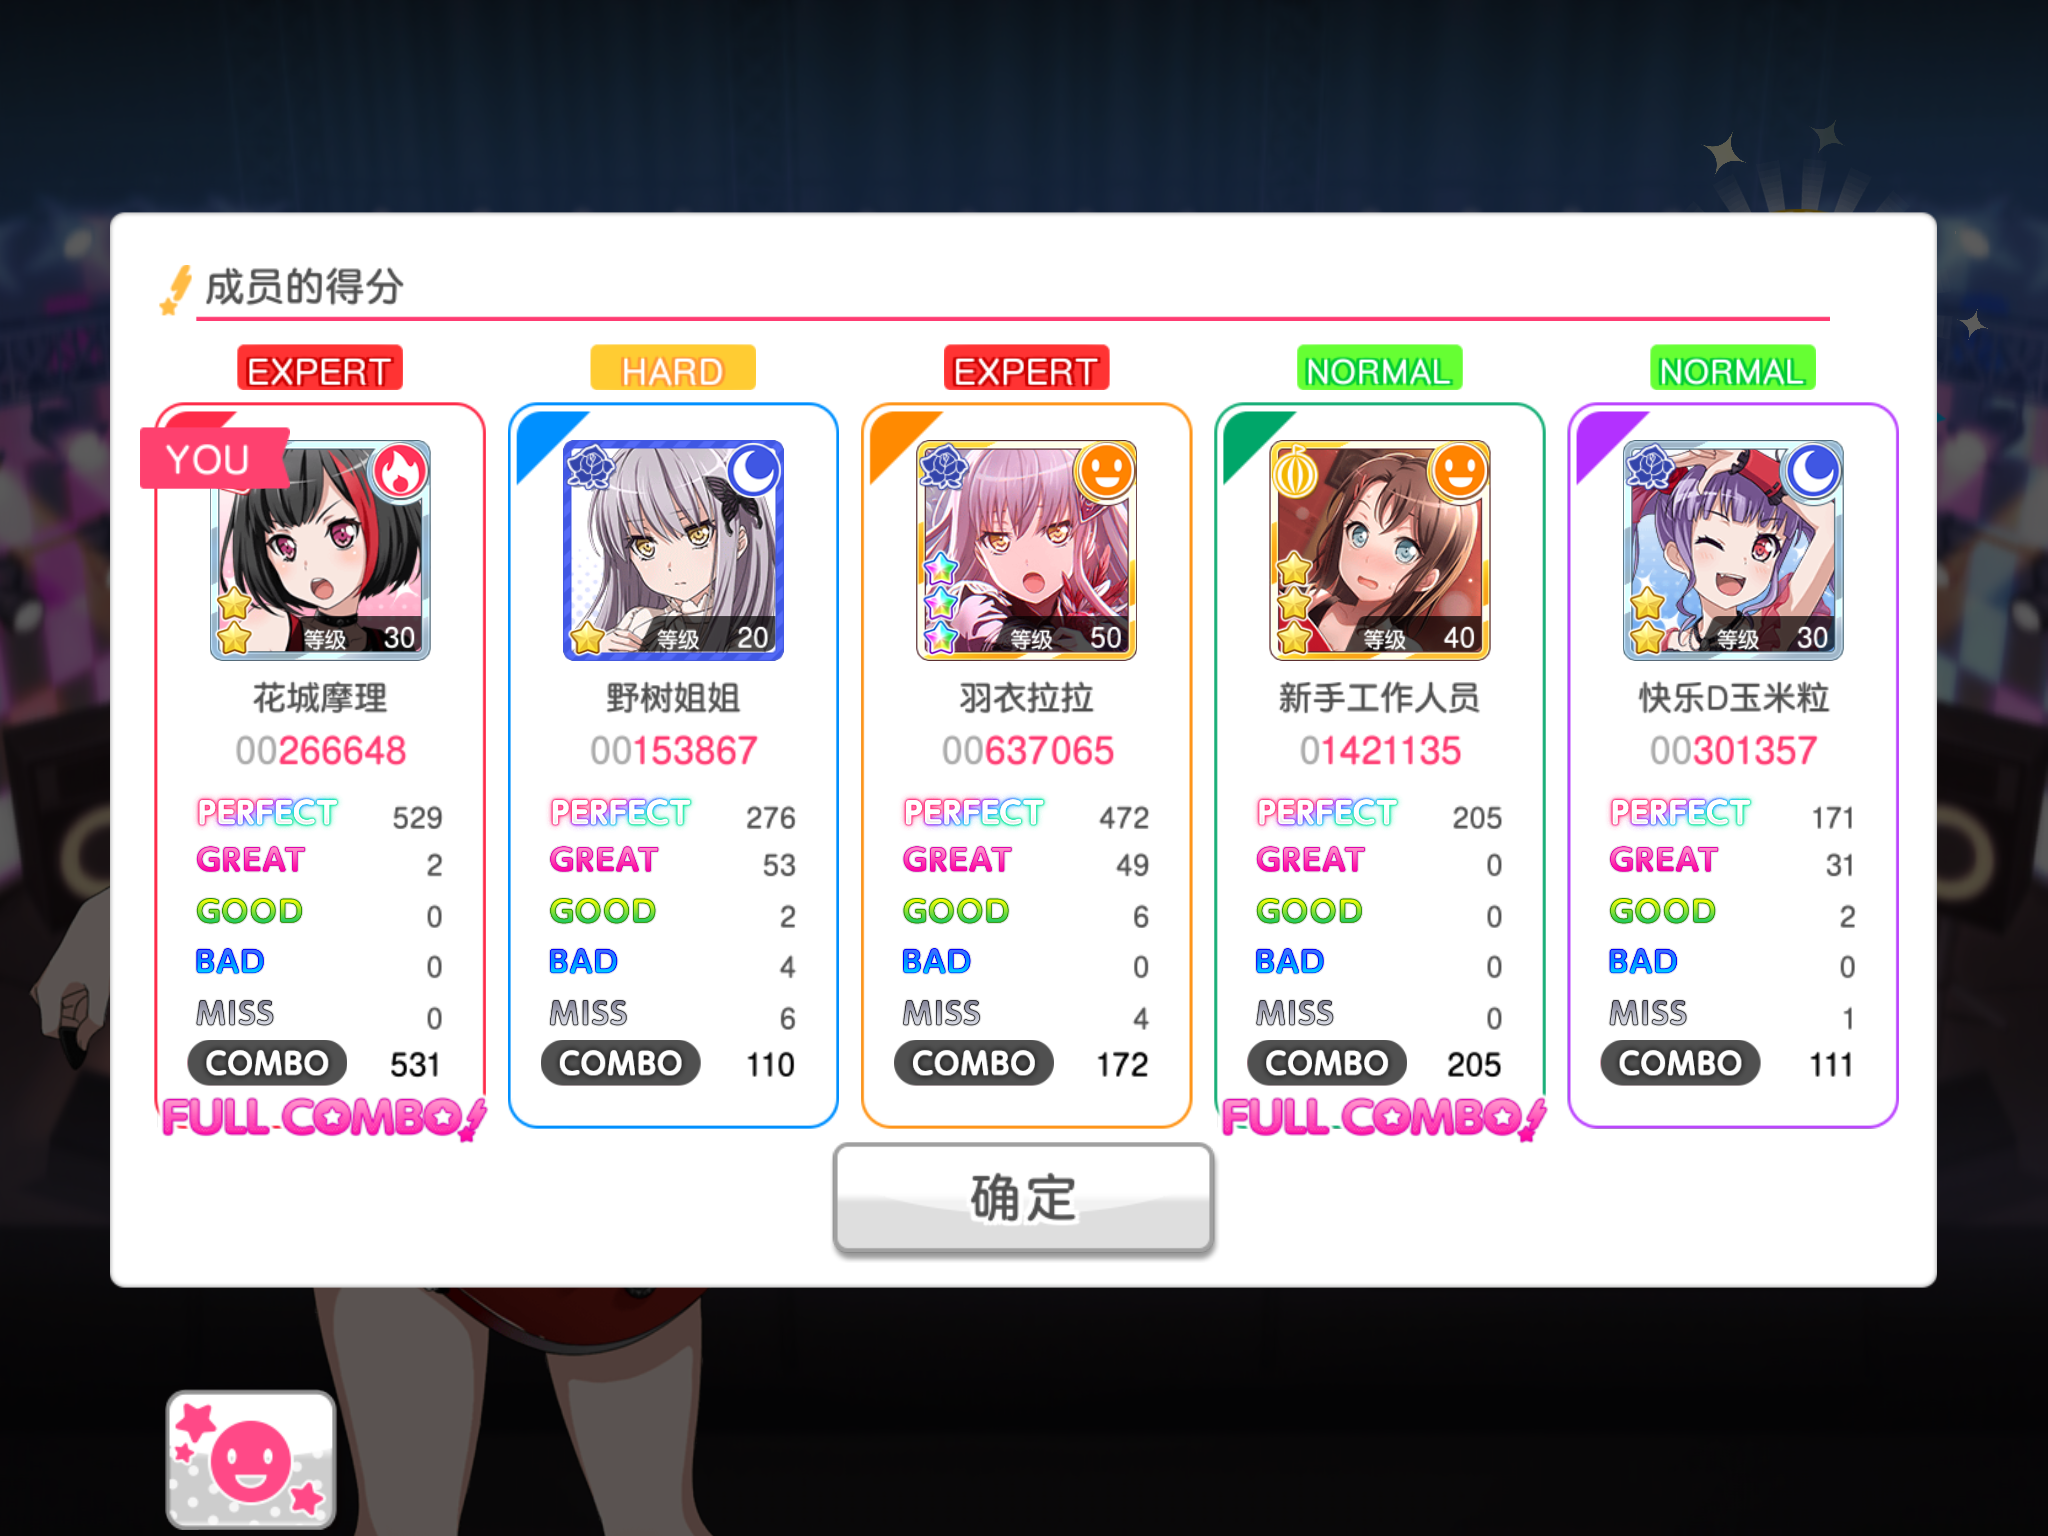 成员的得分
EXPERT
YOU
等级 30
花城摩理
00266648
PERFECT 529
GREAT 2
GOOD 0
BAD 0
MISS 0
COMBO 531
FULL COMBO!
HARD
等级 20
野树姐姐
00153867
PERFECT 276
GREAT 53
GOOD 2
BAD 4
MISS 6
COMBO 110
EXPERT
等级 50
羽衣拉拉
00637065
PERFECT 472
GREAT 49
GOOD 6
BAD 0
MISS 4
COMBO 172
NORMAL
等级 40
新手工作人员
01421135
PERFECT 205
GREAT 0
GOOD 0
BAD 0
MISS 0
COMBO 205
FULL COMBO!
NORMAL
等级 30
快乐D玉米粒
00301357
PERFECT 171
GREAT 31
GOOD 2
BAD 0
MISS 1
COMBO 111
确定